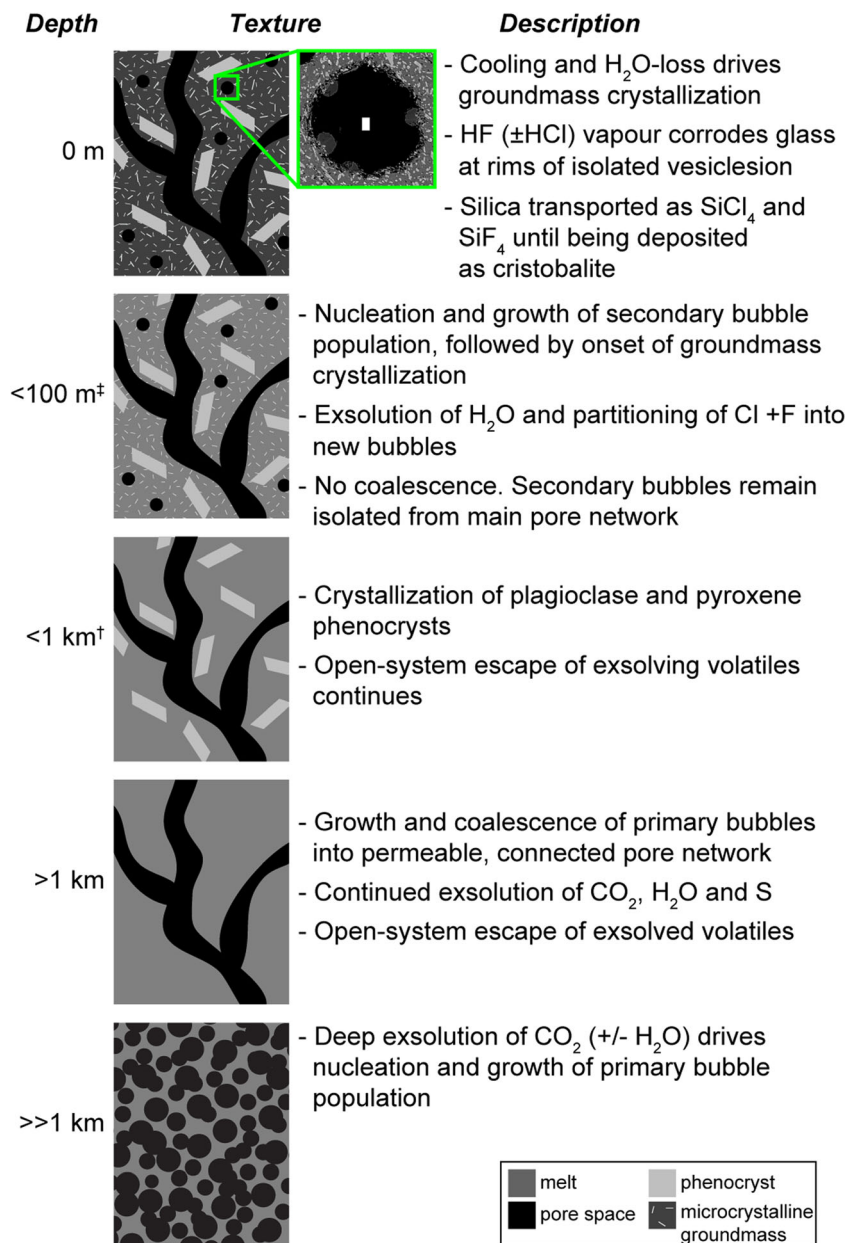 Depth Texture Description
0 m
- Cooling and H₂O-loss drives
groundmass crystallization
- HF (±HCl) vapour corrodes glass
at rims of isolated vesiclesion
- Silica transported as SiCl₄ and
SiF₄ until being deposited
as cristobalite
<100 m‡
- Nucleation and growth of secondary bubble
population, followed by onset of groundmass
crystallization
- Exsolution of H₂O and partitioning of Cl +F into
new bubbles
- No coalescence. Secondary bubbles remain
isolated from main pore network
<1 km†
- Crystallization of plagioclase and pyroxene
phenocrysts
- Open-system escape of exsolving volatiles
continues
>1 km
- Growth and coalescence of primary bubbles
into permeable, connected pore network
- Continued exsolution of CO₂, H₂O and S
- Open-system escape of exsolved volatiles
>>1 km
- Deep exsolution of CO₂ (+/- H₂O) drives
nucleation and growth of primary bubble
population
melt
phenocryst
pore space
microcrystalline
groundmass